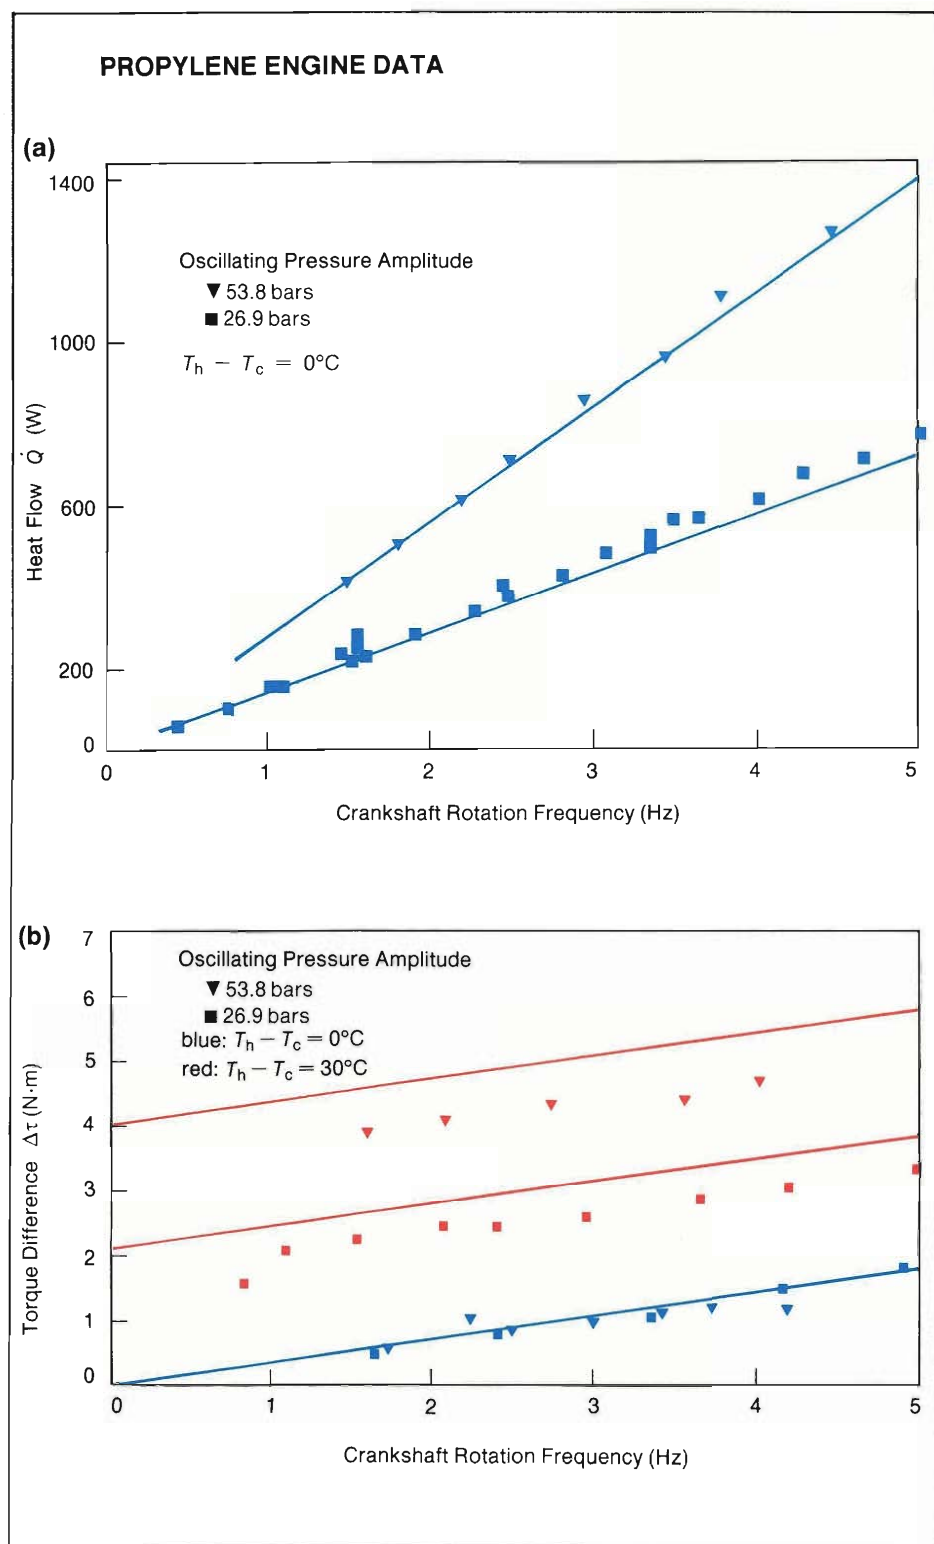 PROPYLENE ENGINE DATA
(a)
1400
1000
600
200
0
Heat Flow Q̇ (W)
Oscillating Pressure Amplitude
▼ 53.8 bars
■ 26.9 bars
Th − Tc = 0°C
0 1 2 3 4 5
Crankshaft Rotation Frequency (Hz)
(b)
7
6
5
4
3
2
1
0
Torque Difference Δτ (N·m)
Oscillating Pressure Amplitude
▼ 53.8 bars
■ 26.9 bars
blue: Th − Tc = 0°C
red: Th − Tc = 30°C
0 1 2 3 4 5
Crankshaft Rotation Frequency (Hz)